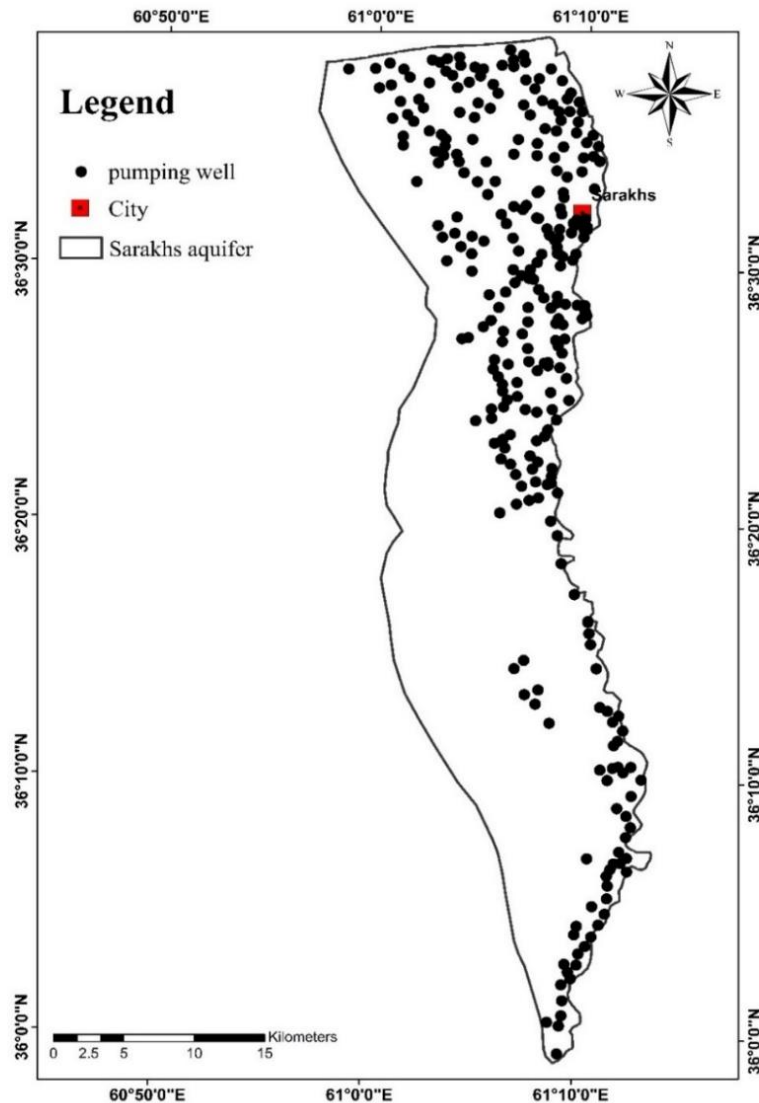 60°50'0"E 61°0'0"E 61°10'0"E
N
W E
S
Legend
pumping well
City
Sarakhs aquifer
Sarakhs
36°30'0"N 36°30'0"N
36°20'0"N 36°20'0"N
36°10'0"N 36°10'0"N
36°0'0"N 36°0'0"N
Kilometers
0 2.5 5 10 15
60°50'0"E 61°0'0"E 61°10'0"E